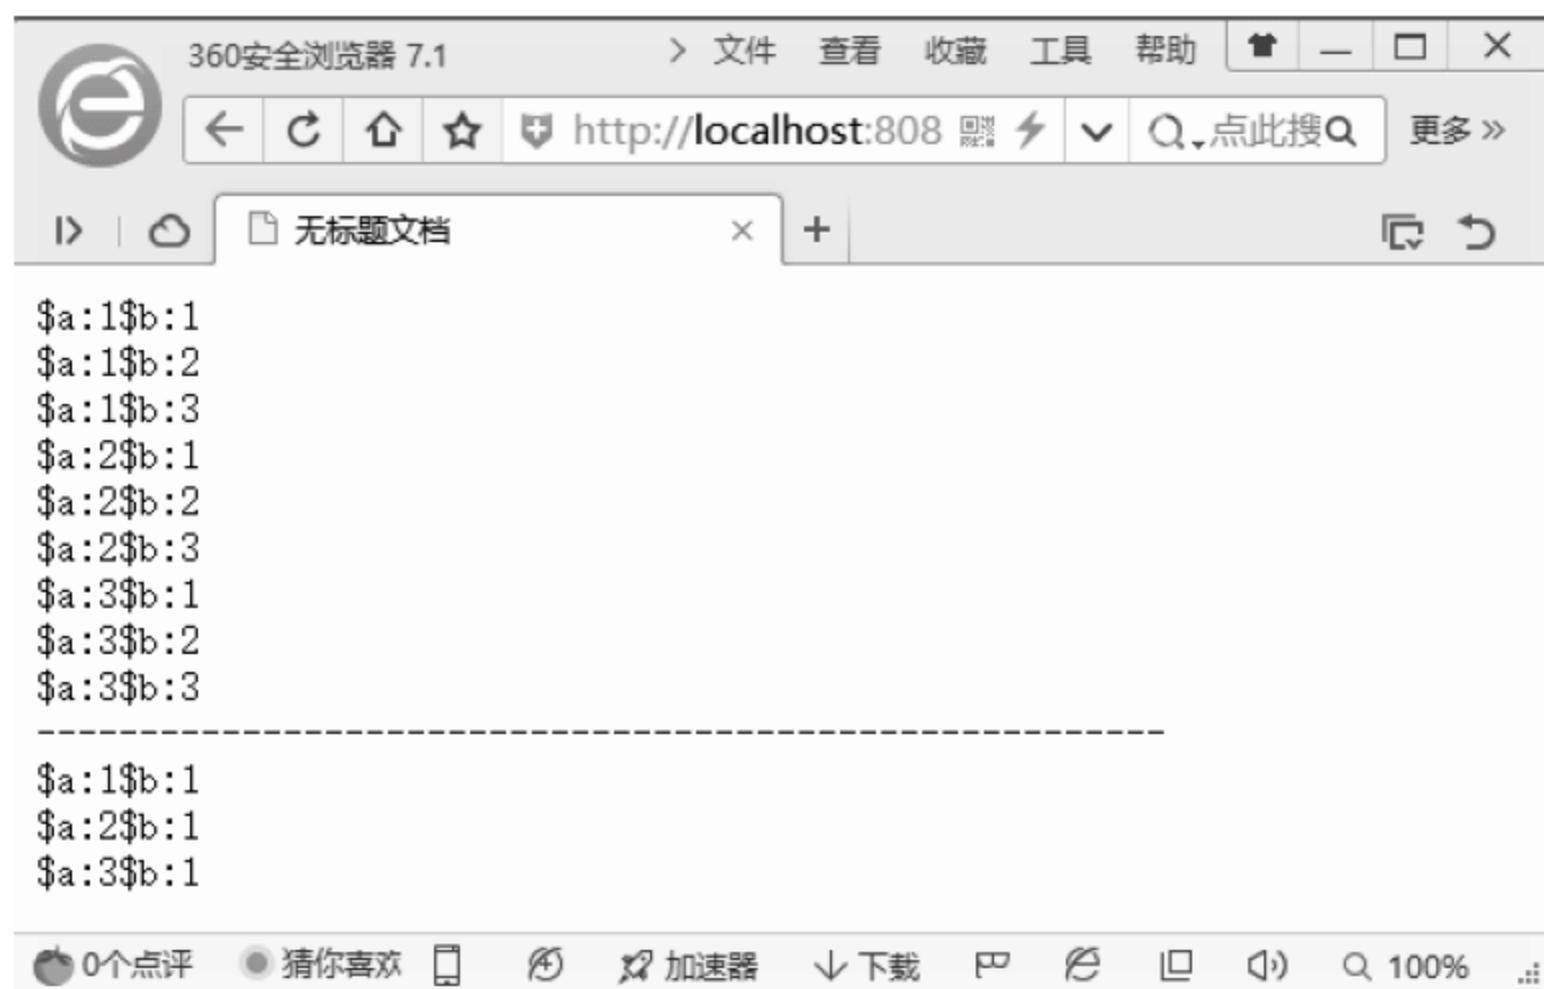 360安全浏览器 7.1 > 文件 查看 收藏 工具 帮助
http://localhost:808 点此搜 更多 »
无标题文档
$a:1$b:1
$a:1$b:2
$a:1$b:3
$a:2$b:1
$a:2$b:2
$a:2$b:3
$a:3$b:1
$a:3$b:2
$a:3$b:3
-------------------------------------------------------
$a:1$b:1
$a:2$b:1
$a:3$b:1
0个点评 猜你喜欢 加速器 下载 100%